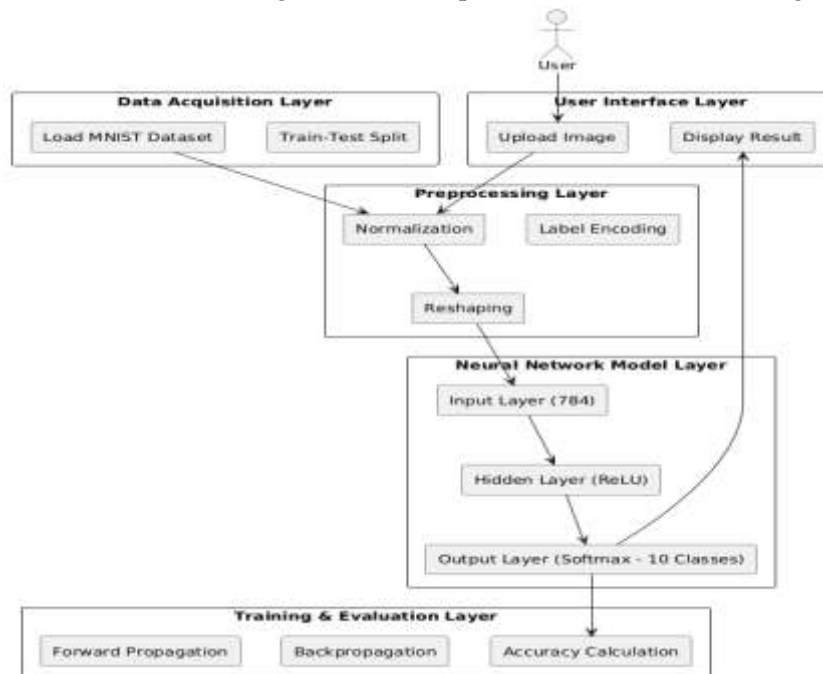 User
Data Acquisition Layer
Load MNIST Dataset
Train-Test Split
User Interface Layer
Upload Image
Display Result
Preprocessing Layer
Normalization
Label Encoding
Reshaping
Neural Network Model Layer
Input Layer (784)
Hidden Layer (ReLU)
Output Layer (Softmax - 10 Classes)
Training & Evaluation Layer
Forward Propagation
Backpropagation
Accuracy Calculation